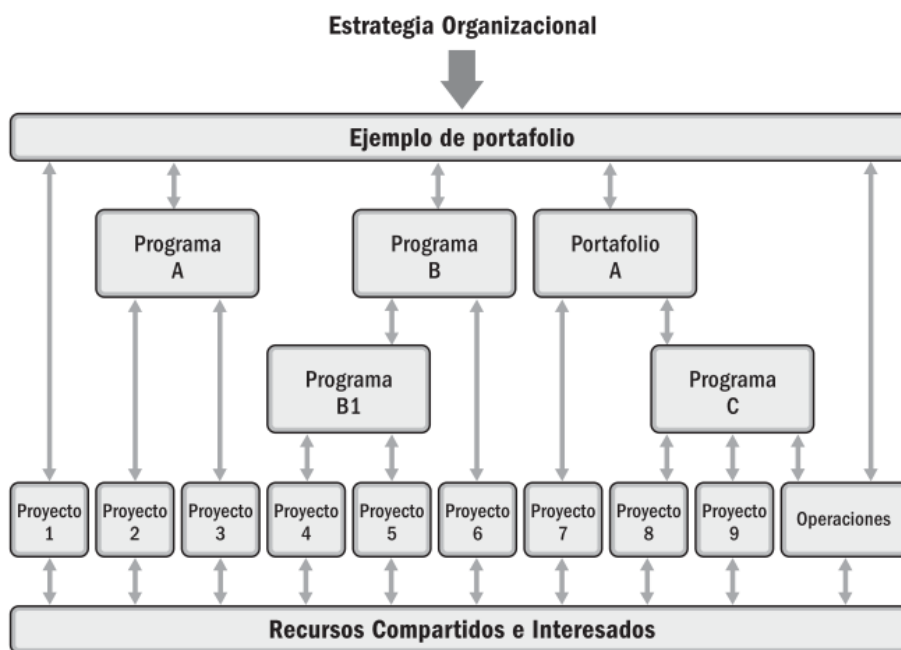 Estrategia Organizacional
Ejemplo de portafolio
Programa
A
Programa
B
Portafolio
A
Programa
B1
Programa
C
Proyecto
1
Proyecto
2
Proyecto
3
Proyecto
4
Proyecto
5
Proyecto
6
Proyecto
7
Proyecto
8
Proyecto
9
Operaciones
Recursos Compartidos e Interesados